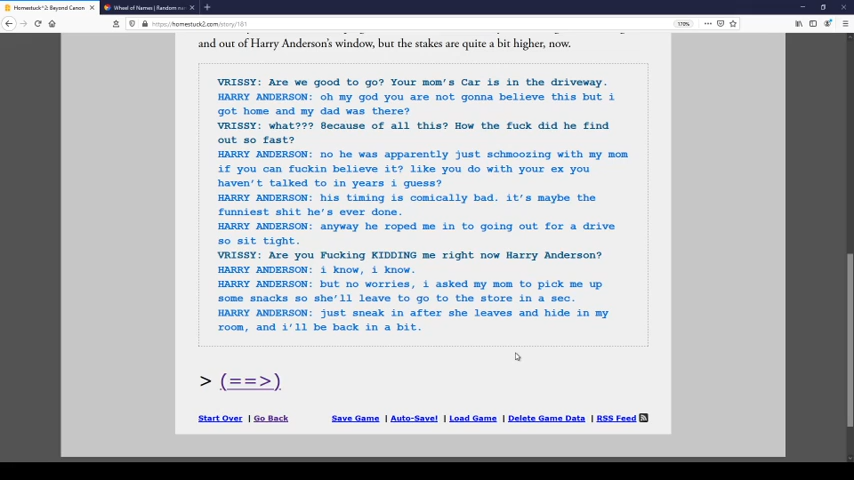 Homestuck^2: Beyond Canon
Wheel of Names | Random nam
https://homestuck2.com/story/181
170%
and out of Harry Anderson's window, but the stakes are quite a bit higher, now.
VRISSY: Are we good to go? Your mom's Car is in the driveway.
HARRY ANDERSON: oh my god you are not gonna believe this but i
got home and my dad was there?
VRISSY: what??? 8ecause of all this? How the fuck did he find
out so fast?
HARRY ANDERSON: no he was apparently just schmoozing with my mom
if you can fuckin believe it? like you do with your ex you
haven't talked to in years i guess?
HARRY ANDERSON: his timing is comically bad. it's maybe the
funniest shit he's ever done.
HARRY ANDERSON: anyway he roped me in to going out for a drive
so sit tight.
VRISSY: Are you Fucking KIDDING me right now Harry Anderson?
HARRY ANDERSON: i know, i know.
HARRY ANDERSON: but no worries, i asked my mom to pick me up
some snacks so she'll leave to go to the store in a sec.
HARRY ANDERSON: just sneak in after she leaves and hide in my
room, and i'll be back in a bit.
> (==>)
Start Over | Go Back Save Game | Auto-Save! | Load Game | Delete Game Data | RSS Feed